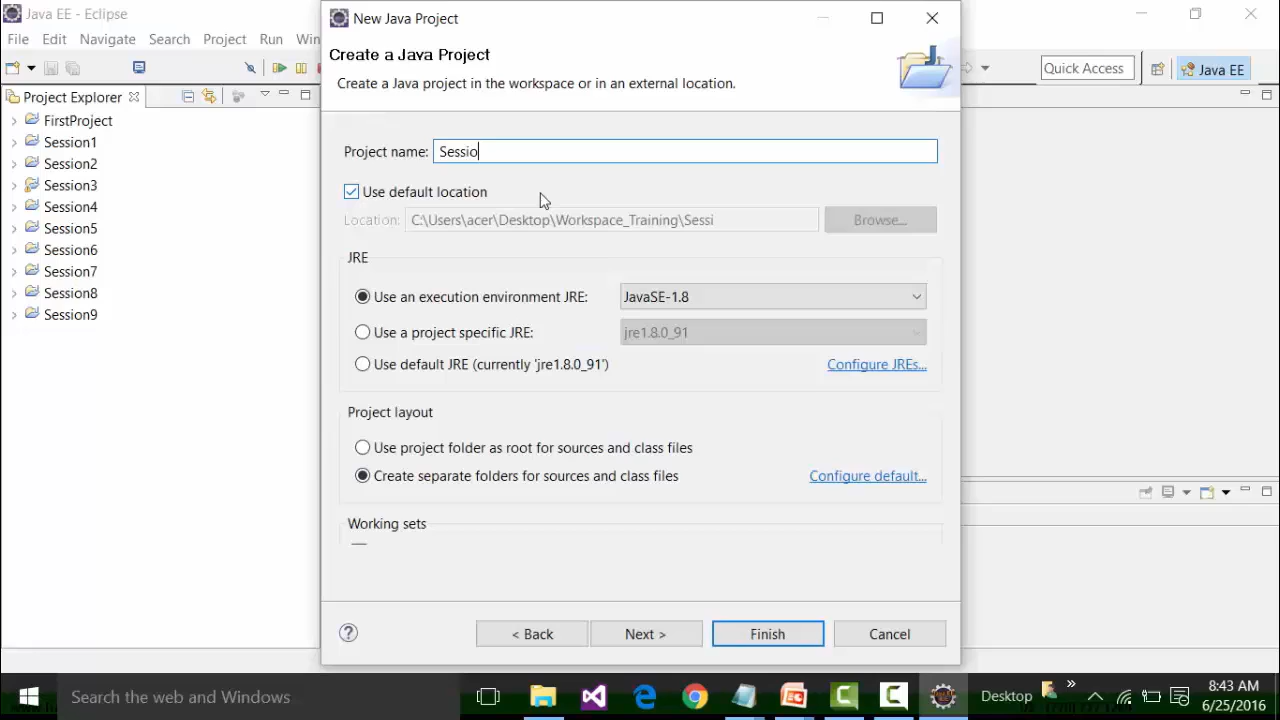 Java EE - Eclipse
New Java Project
File Edit Navigate Search Project Run Win
Create a Java Project
Create a Java project in the workspace or in an external location.
Quick Access
Java EE
Project Explorer
FirstProject
Session1
Session2
Session3
Session4
Session5
Session6
Session7
Session8
Session9
Project name: Sessio
Use default location
Location: C:\Users\acer\Desktop\Workspace_Training\Sessi
Browse...
JRE
Use an execution environment JRE: JavaSE-1.8
Use a project specific JRE: jre1.8.0_91
Use default JRE (currently 'jre1.8.0_91') Configure JREs...
Project layout
Use project folder as root for sources and class files
Create separate folders for sources and class files Configure default...
Working sets
< Back Next > Finish Cancel
Search the web and Windows
Desktop
8:43 AM
6/25/2016